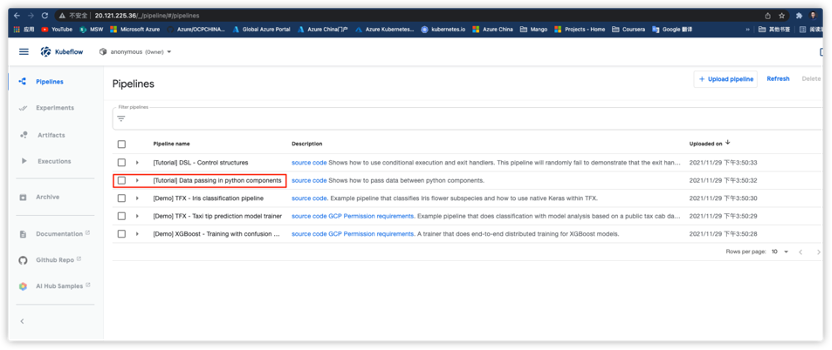 不安全 20.121.225.36/_/pipeline/#/pipelines
应用 YouTube MSW Microsoft Azure Azure/OCPCHINA... Global Azure Portal Azure China门户 Azure Kubernetes... kubernetes.io Azure China Mango Projects - Home Coursera Google 翻译 » 其他书签
Kubeflow anonymous (Owner)
Pipelines
Experiments
Artifacts
Executions
Archive
Documentation
Github Repo
AI Hub Samples
Pipelines
+ Upload pipeline Refresh Delete
Filter pipelines
Pipeline name Description Uploaded on ↓
[Tutorial] DSL - Control structures source code Shows how to use conditional execution and exit handlers. This pipeline will randomly fail to demonstrate that the exit han... 2021/11/29 下午3:50:33
[Tutorial] Data passing in python components source code Shows how to pass data between python components. 2021/11/29 下午3:50:32
[Demo] TFX - Iris classification pipeline source code. Example pipeline that classifies Iris flower subspecies and how to use native Keras within TFX. 2021/11/29 下午3:50:30
[Demo] TFX - Taxi tip prediction model trainer source code GCP Permission requirements. Example pipeline that does classification with model analysis based on a public tax cab da... 2021/11/29 下午3:50:29
[Demo] XGBoost - Training with confusion ... source code GCP Permission requirements. A trainer that does end-to-end distributed training for XGBoost models. 2021/11/29 下午3:50:28
Rows per page: 10